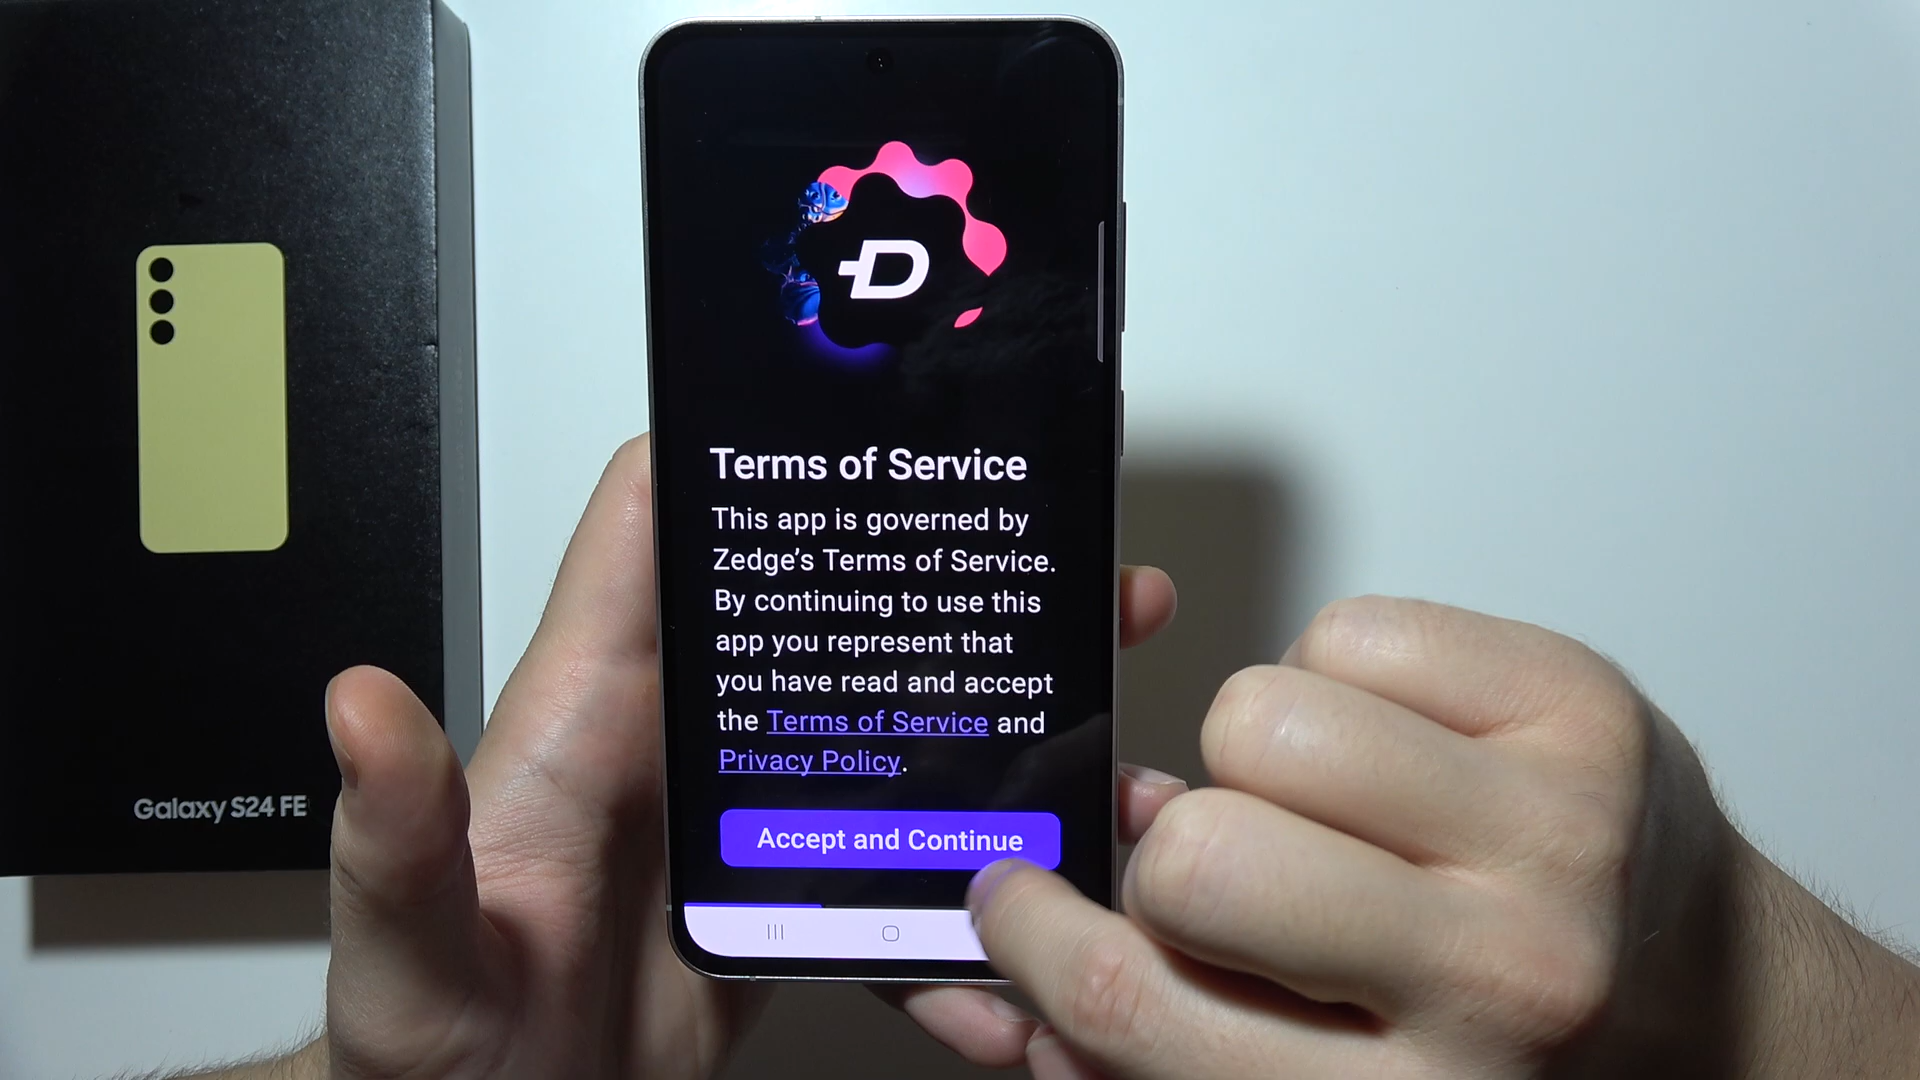 Terms of Service
This app is governed by
Zedge’s Terms of Service.
By continuing to use this
app you represent that
you have read and accept
the Terms of Service and
Privacy Policy.
Accept and Continue
Galaxy S24 FE